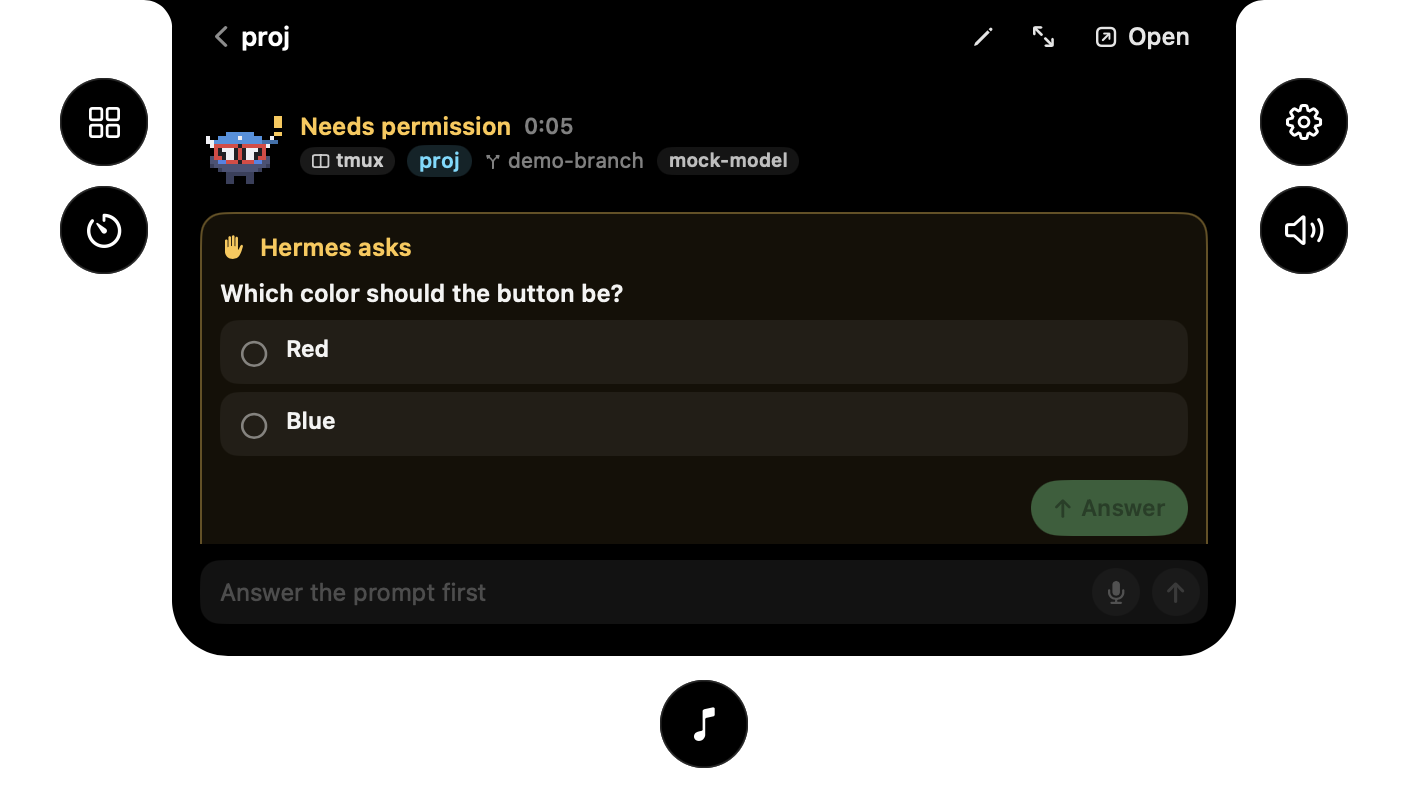 proj
Open
Needs permission 0:05
tmux proj demo-branch mock-model
Hermes asks
Which color should the button be?
Red
Blue
Answer
Answer the prompt first